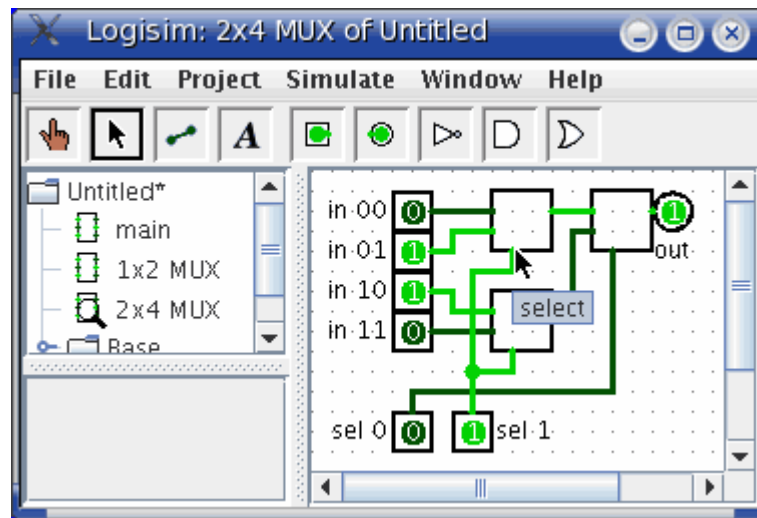 Logisim: 2x4 MUX of Untitled
File Edit Project Simulate Window Help
A
Untitled*
main
1x2 MUX
2x4 MUX
Base
in 00 0
in 01 1
in 10 1
in 11 0
1
out
select
sel 0 0
1 sel 1